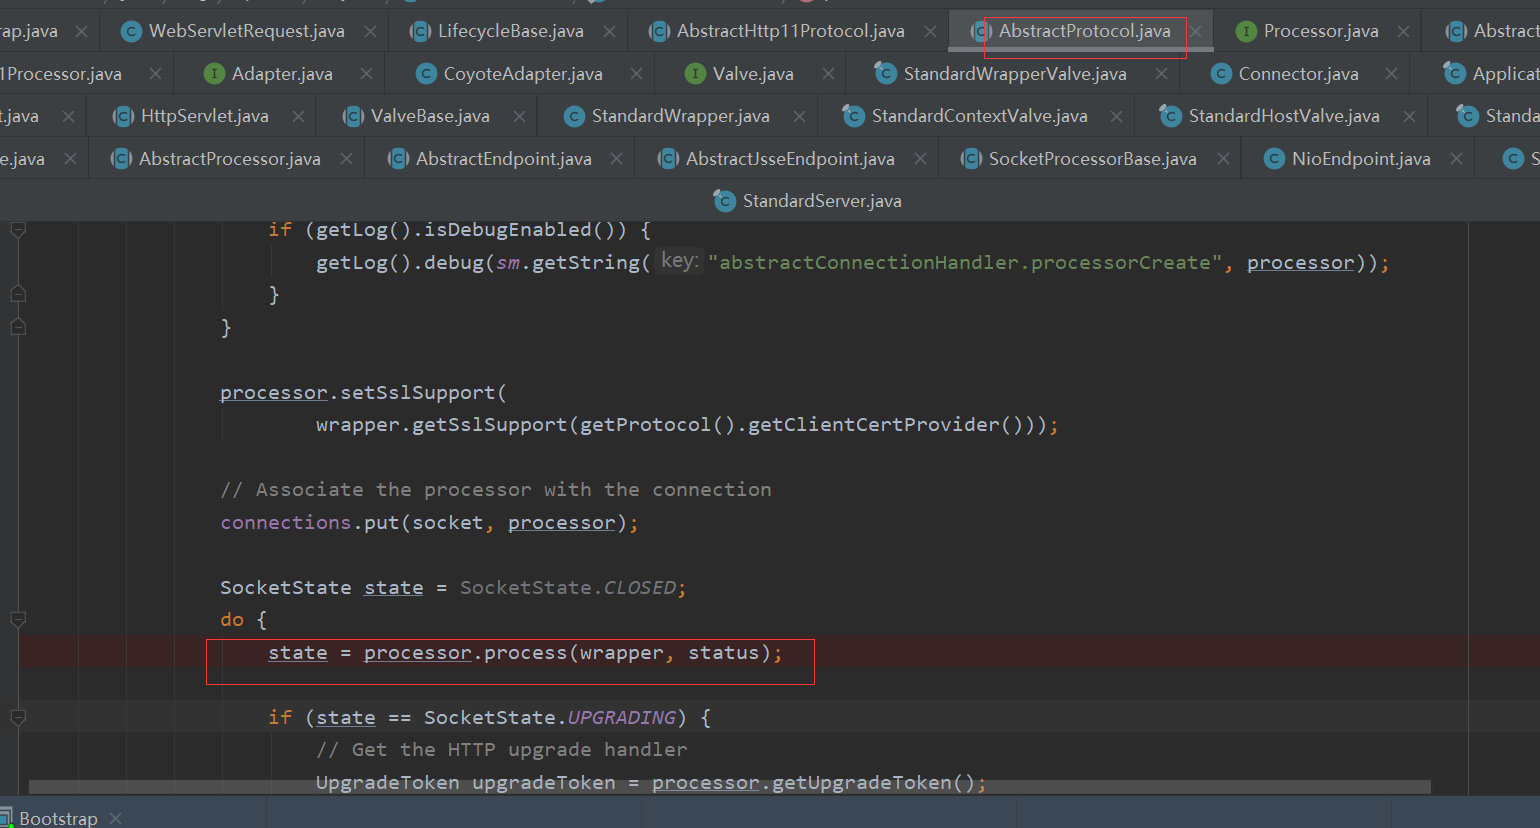 rap.java WebServletRequest.java LifecycleBase.java AbstractHttp11Protocol.java AbstractProtocol.java Processor.java Abstract
1Processor.java Adapter.java CoyoteAdapter.java Valve.java StandardWrapperValve.java Connector.java Applicat
t.java HttpServlet.java ValveBase.java StandardWrapper.java StandardContextValve.java StandardHostValve.java Standa
e.java AbstractProcessor.java AbstractEndpoint.java AbstractJsseEndpoint.java SocketProcessorBase.java NioEndpoint.java S
StandardServer.java
if (getLog().isDebugEnabled()) {
getLog().debug(sm.getString( key: "abstractConnectionHandler.processorCreate", processor));
}
}
processor.setSslSupport(
wrapper.getSslSupport(getProtocol().getClientCertProvider()));
// Associate the processor with the connection
connections.put(socket, processor);
SocketState state = SocketState.CLOSED;
do {
state = processor.process(wrapper, status);
if (state == SocketState.UPGRADING) {
// Get the HTTP upgrade handler
UpgradeToken upgradeToken = processor.getUpgradeToken();
Bootstrap